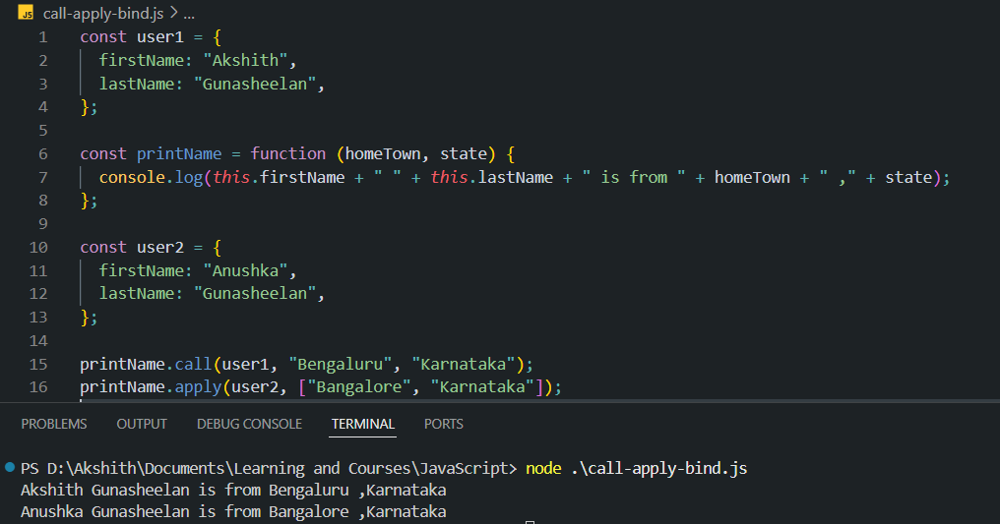 JS call-apply-bind.js > ...
1 const user1 = {
2   firstName: "Akshith",
3   lastName: "Gunasheelan",
4 };
5
6 const printName = function (homeTown, state) {
7   console.log(this.firstName + " " + this.lastName + " is from " + homeTown + " ," + state);
8 };
9
10 const user2 = {
11   firstName: "Anushka",
12   lastName: "Gunasheelan",
13 };
14
15 printName.call(user1, "Bengaluru", "Karnataka");
16 printName.apply(user2, ["Bangalore", "Karnataka"]);
PROBLEMS OUTPUT DEBUG CONSOLE TERMINAL PORTS
PS D:\Akshith\Documents\Learning and Courses\JavaScript> node .\call-apply-bind.js
Akshith Gunasheelan is from Bengaluru ,Karnataka
Anushka Gunasheelan is from Bangalore ,Karnataka